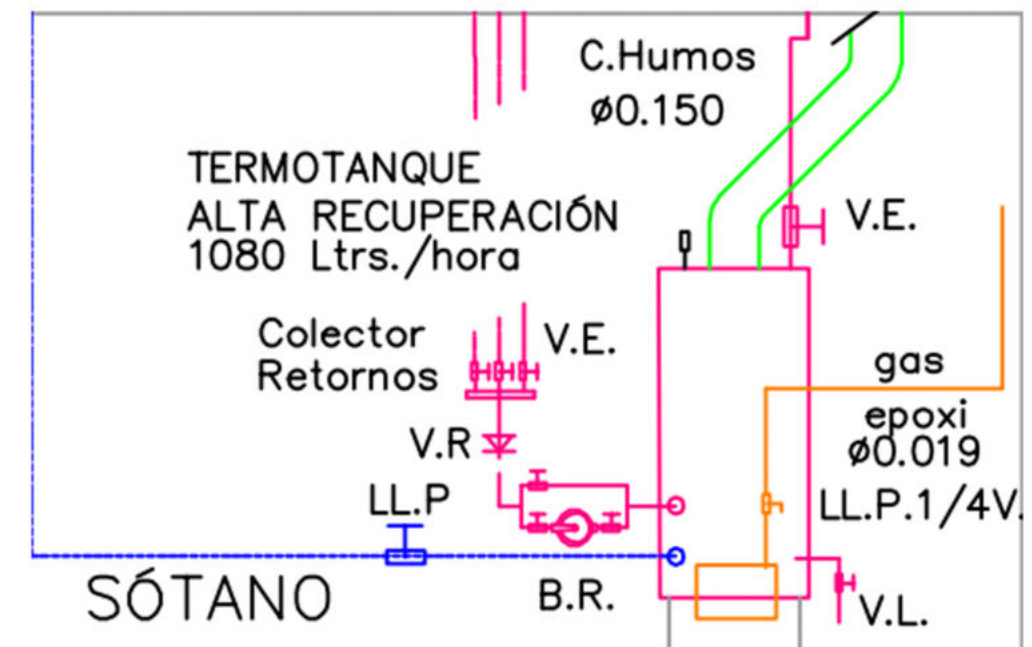 C.Humos
ø0.150
TERMOTANQUE
ALTA RECUPERACIÓN
1080 Ltrs./hora
V.E.
Colector
Retornos
V.E.
gas
epoxi
ø0.019
V.R
LL.P
LL.P.1/4V.
SÓTANO
B.R.
V.L.